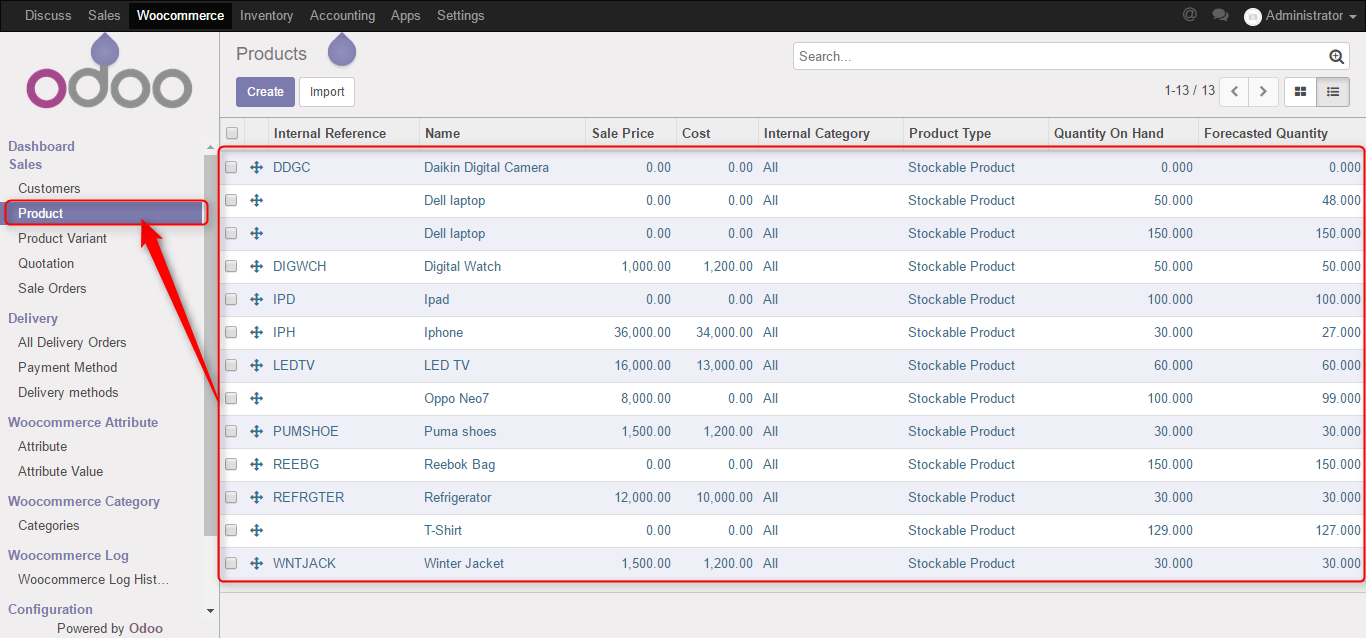 Discuss Sales Woocommerce Inventory Accounting Apps Settings @ Administrator
odoo
Dashboard
Sales
Customers
Product
Product Variant
Quotation
Sale Orders
Delivery
All Delivery Orders
Payment Method
Delivery methods
Woocommerce Attribute
Attribute
Attribute Value
Woocommerce Category
Categories
Woocommerce Log
Woocommerce Log Hist...
Configuration
Powered by Odoo
Products
Search...
Create Import
1-13 / 13
Internal Reference Name Sale Price Cost Internal Category Product Type Quantity On Hand Forecasted Quantity
DDGC Daikin Digital Camera 0.00 0.00 All Stockable Product 0.000 0.000
Dell laptop 0.00 0.00 All Stockable Product 50.000 48.000
Dell laptop 0.00 0.00 All Stockable Product 150.000 150.000
DIGWCH Digital Watch 1,000.00 1,200.00 All Stockable Product 50.000 50.000
IPD Ipad 0.00 0.00 All Stockable Product 100.000 100.000
IPH Iphone 36,000.00 34,000.00 All Stockable Product 30.000 27.000
LEDTV LED TV 16,000.00 13,000.00 All Stockable Product 60.000 60.000
Oppo Neo7 8,000.00 0.00 All Stockable Product 100.000 99.000
PUMSHOE Puma shoes 1,500.00 1,200.00 All Stockable Product 30.000 30.000
REEBG Reebok Bag 0.00 0.00 All Stockable Product 150.000 150.000
REFRGTER Refrigerator 12,000.00 10,000.00 All Stockable Product 30.000 30.000
T-Shirt 0.00 0.00 All Stockable Product 129.000 127.000
WNTJACK Winter Jacket 1,500.00 1,200.00 All Stockable Product 30.000 30.000